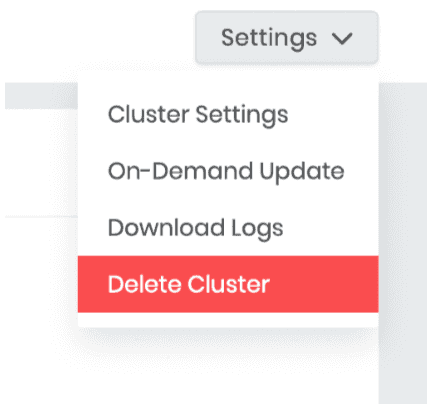 Settings
Cluster Settings
On-Demand Update
Download Logs
Delete Cluster